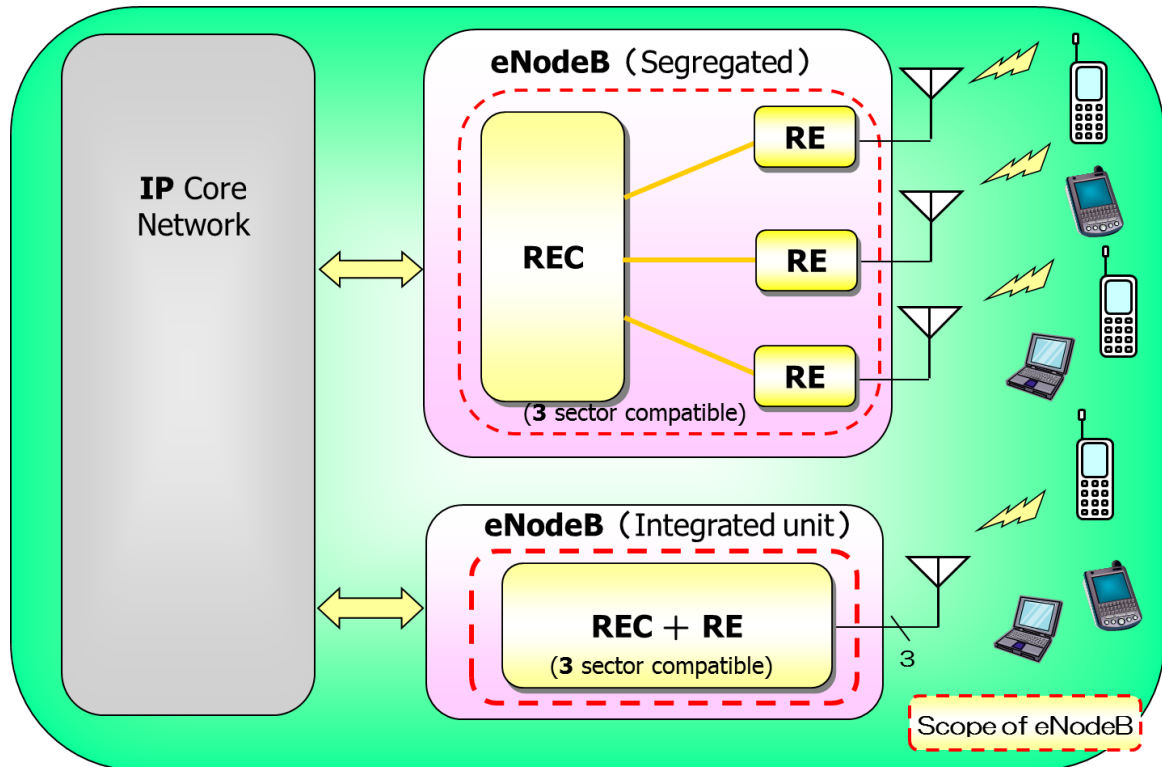 IP Core
Network
eNodeB（Segregated）
REC
RE
RE
RE
(3 sector compatible)
eNodeB（Integrated unit）
REC＋RE
(3 sector compatible)
3
Scope of eNodeB